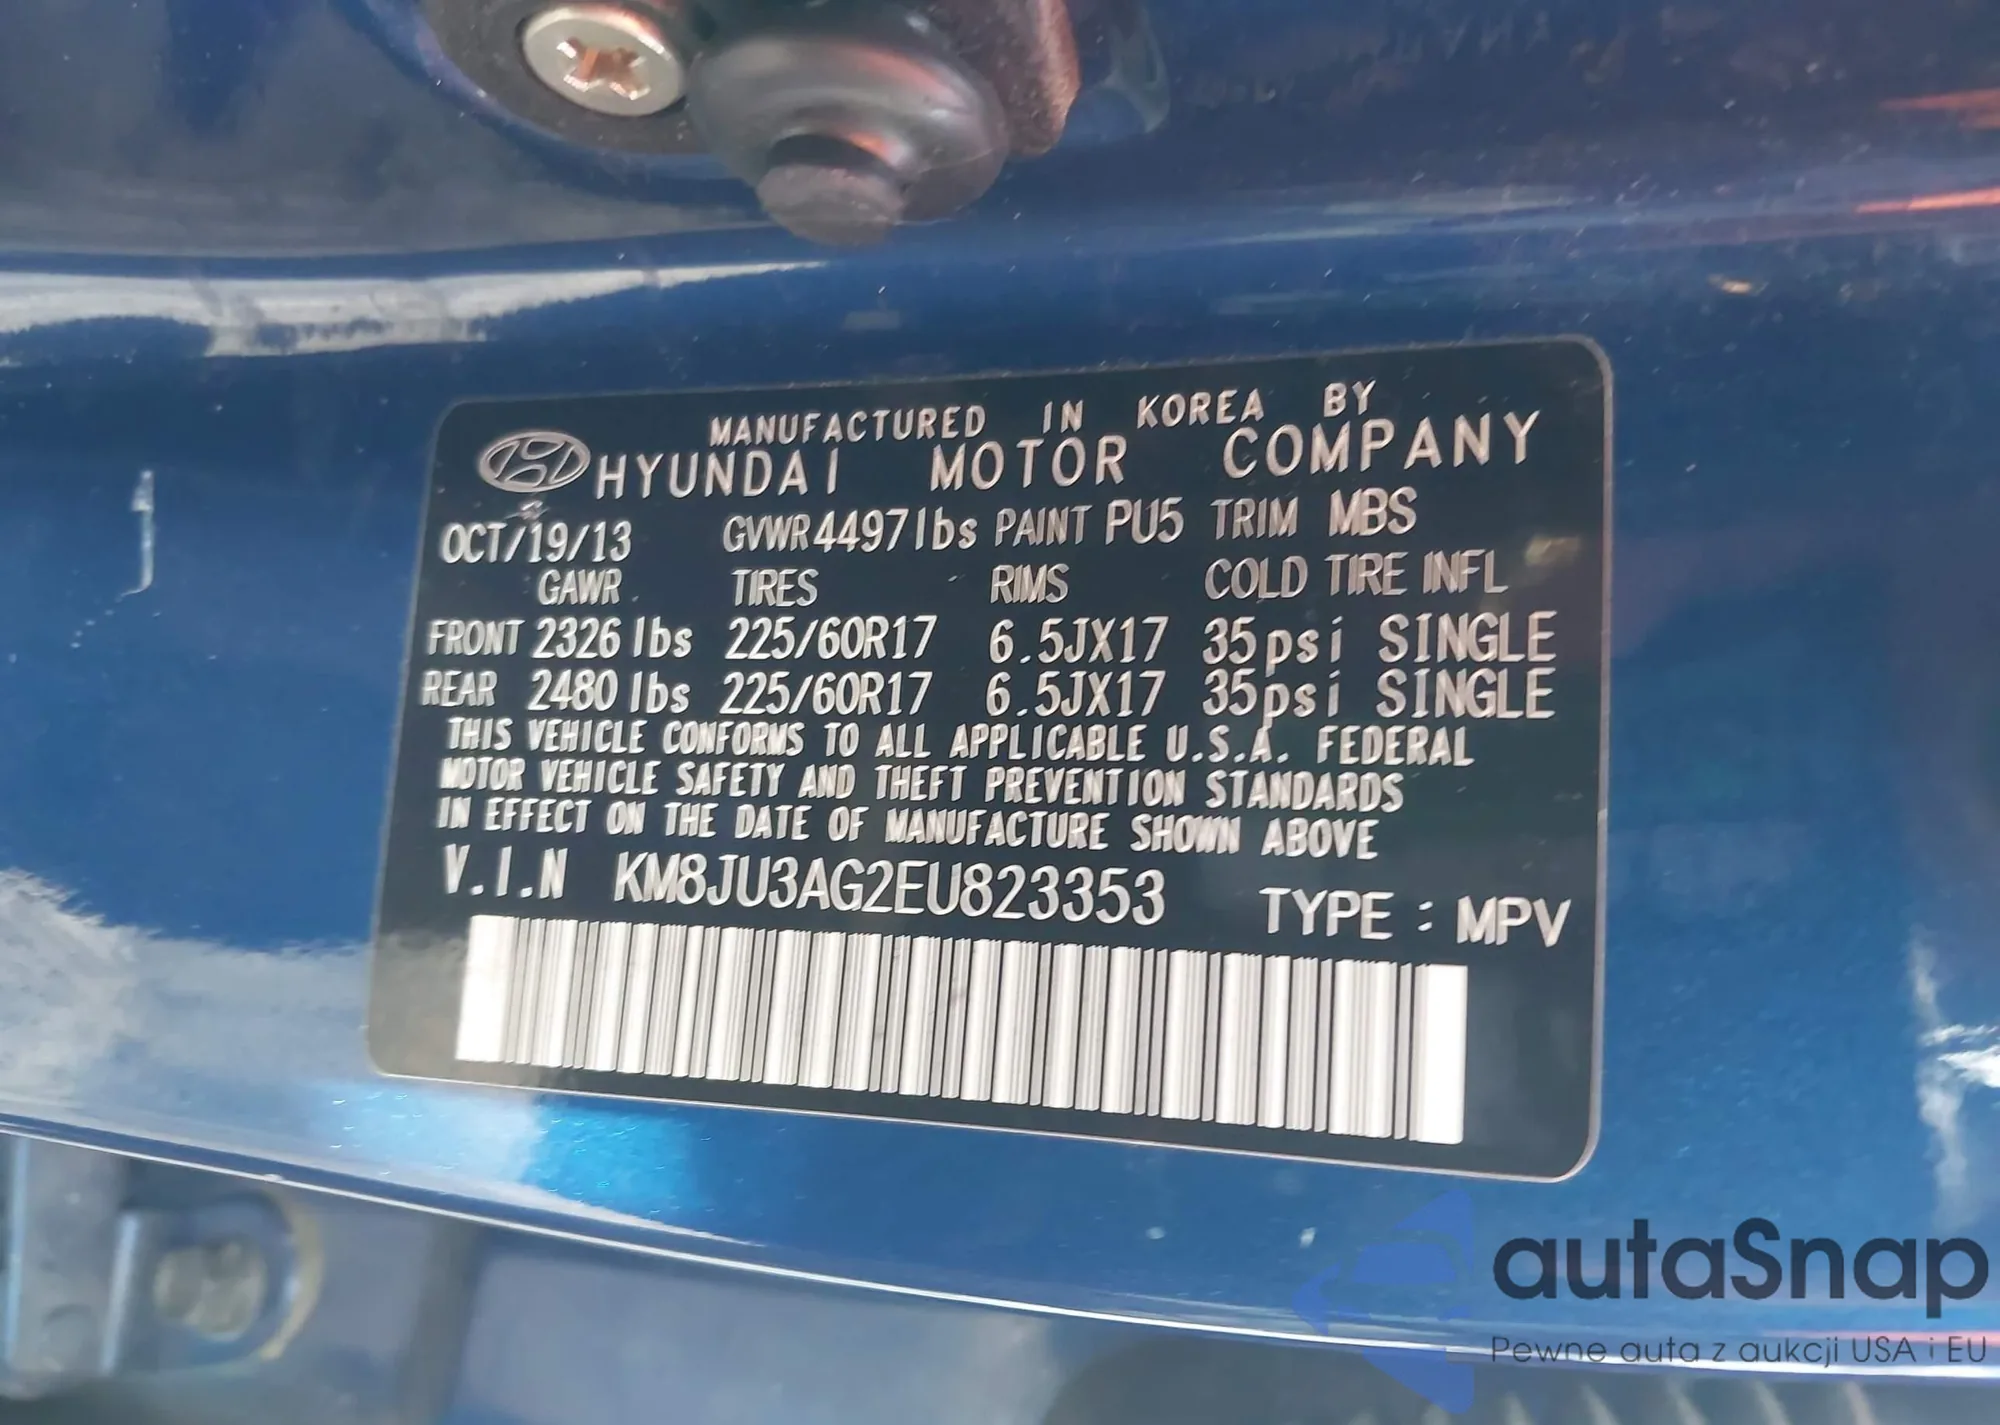 MANUFACTURED IN KOREA BY
HYUNDAI MOTOR COMPANY
OCT/19/13 GVWR 4497lbs PAINT PU5 TRIM MBS
GAWR TIRES RIMS COLD TIRE INFL
FRONT 2326 lbs 225/60R17 6.5JX17 35psi SINGLE
REAR 2480 lbs 225/60R17 6.5JX17 35psi SINGLE
THIS VEHICLE CONFORMS TO ALL APPLICABLE U.S.A. FEDERAL
MOTOR VEHICLE SAFETY AND THEFT PREVENTION STANDARDS
IN EFFECT ON THE DATE OF MANUFACTURE SHOWN ABOVE
V.I.N KM8JU3AG2EU823353 TYPE : MPV
autaSnap
Pewne auta z aukcji USA i EU